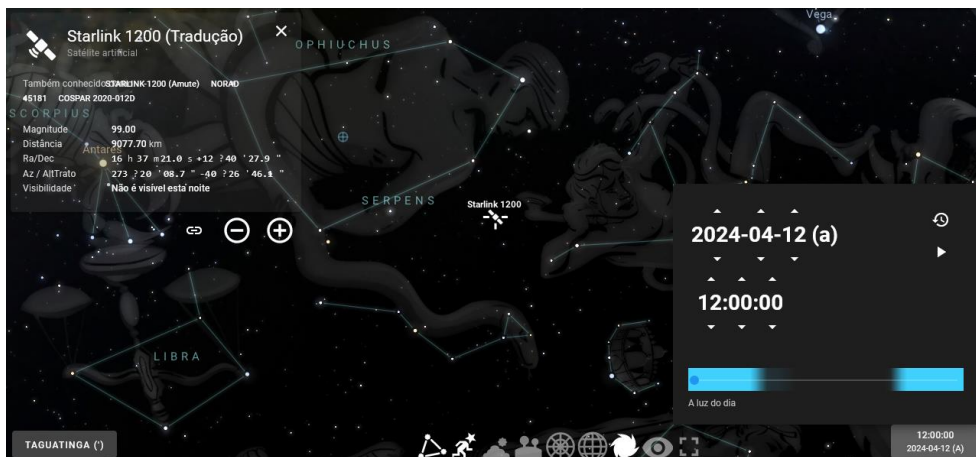 Vega
Starlink 1200 (Tradução)
Satélite artificial
OPHIUCHUS
Também conhecido STARLINK-1200 (Amute) NORAD
45181 COSPAR 2020-012D
SCORPIUS
Magnitude 99.00
Distância 9077.70 km
Antares
Ra/Dec 16 h 37 m 21.0 s +12 ?40 '27.9 "
Az / AltTrato 273 ?20 '08.7 " -40 ?26 '46.1 "
Visibilidade Não é visível esta noite
SERPENS
Starlink 1200
2024-04-12 (a)
12:00:00
LIBRA
A luz do dia
TAGUATINGA (')
12:00:00
2024-04-12 (A)